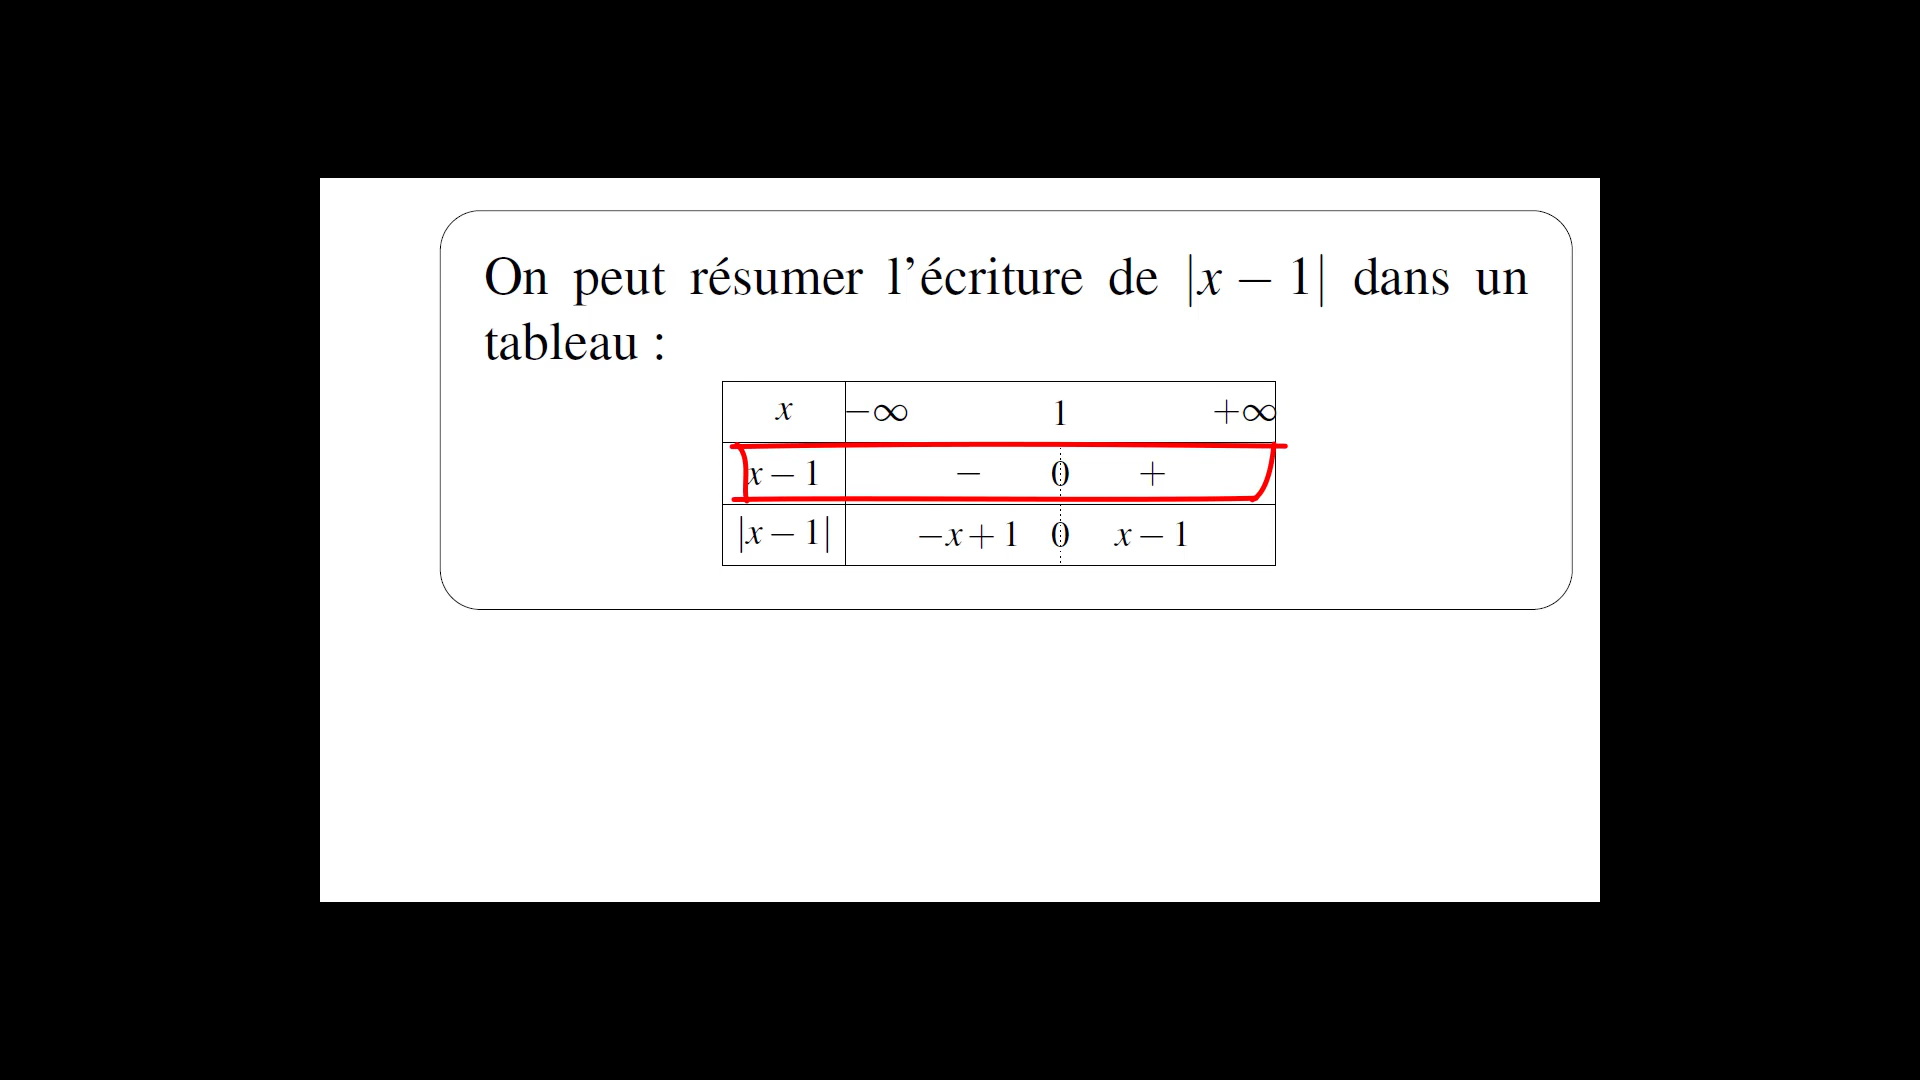 On peut résumer l’écriture de |x − 1| dans un
tableau :
x −∞ 1 +∞
x − 1 − 0 +
|x − 1| −x + 1 0 x − 1